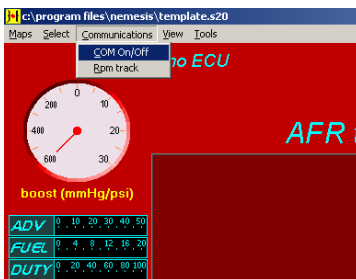 c:\program files\nemesis\template.s20
Maps Select Communications View Tools
COM On/Off
Rpm track
no ECU
0
200 10
400 20
600 30
AFR
boost (mmHg/psi)
ADV 0 10 20 30 40 50
FUEL 0 4 8 12 16 20
DUTY 0 20 40 60 80 100